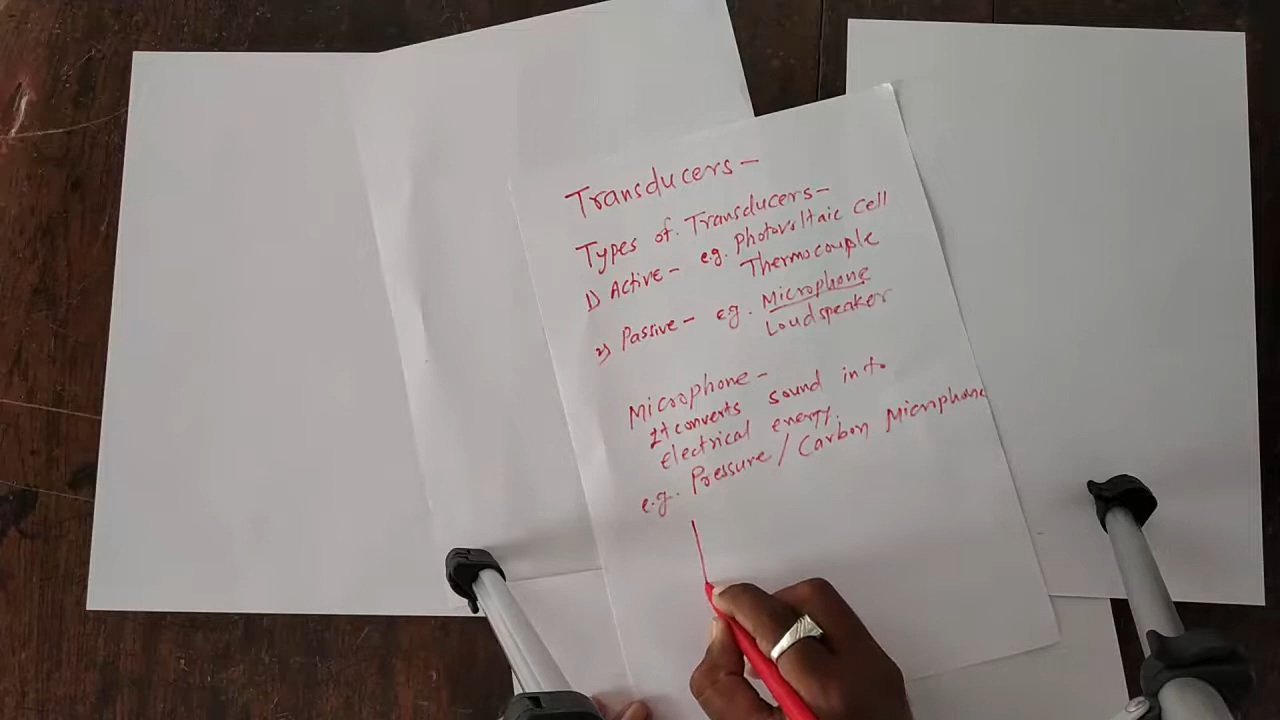 Transducers -
Types of Transducers -
1) Active - e.g. Photovoltaic Cell
Thermocouple
2) Passive - eg. Microphone
Loudspeaker
Microphone -
It converts sound into
electrical energy.
e.g. Pressure / Carbon Microphone